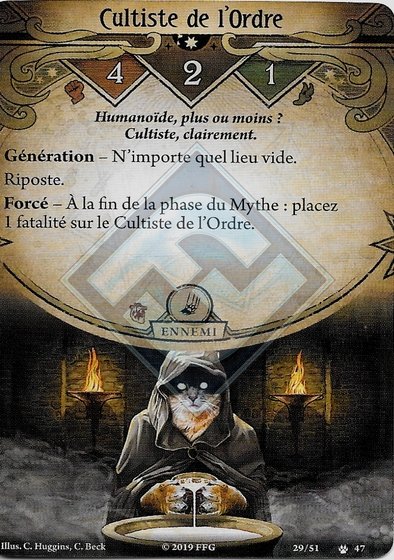 Cultiste de l'Ordre
4 2 1
Humanoïde, plus ou moins ?
Cultiste, clairement.
Génération – N'importe quel lieu vide.
Riposte.
Forcé – À la fin de la phase du Mythe : placez
1 fatalité sur le Cultiste de l'Ordre.
ENNEMI
Illus. C. Huggins, C. Beck © 2019 FFG 29/51 47